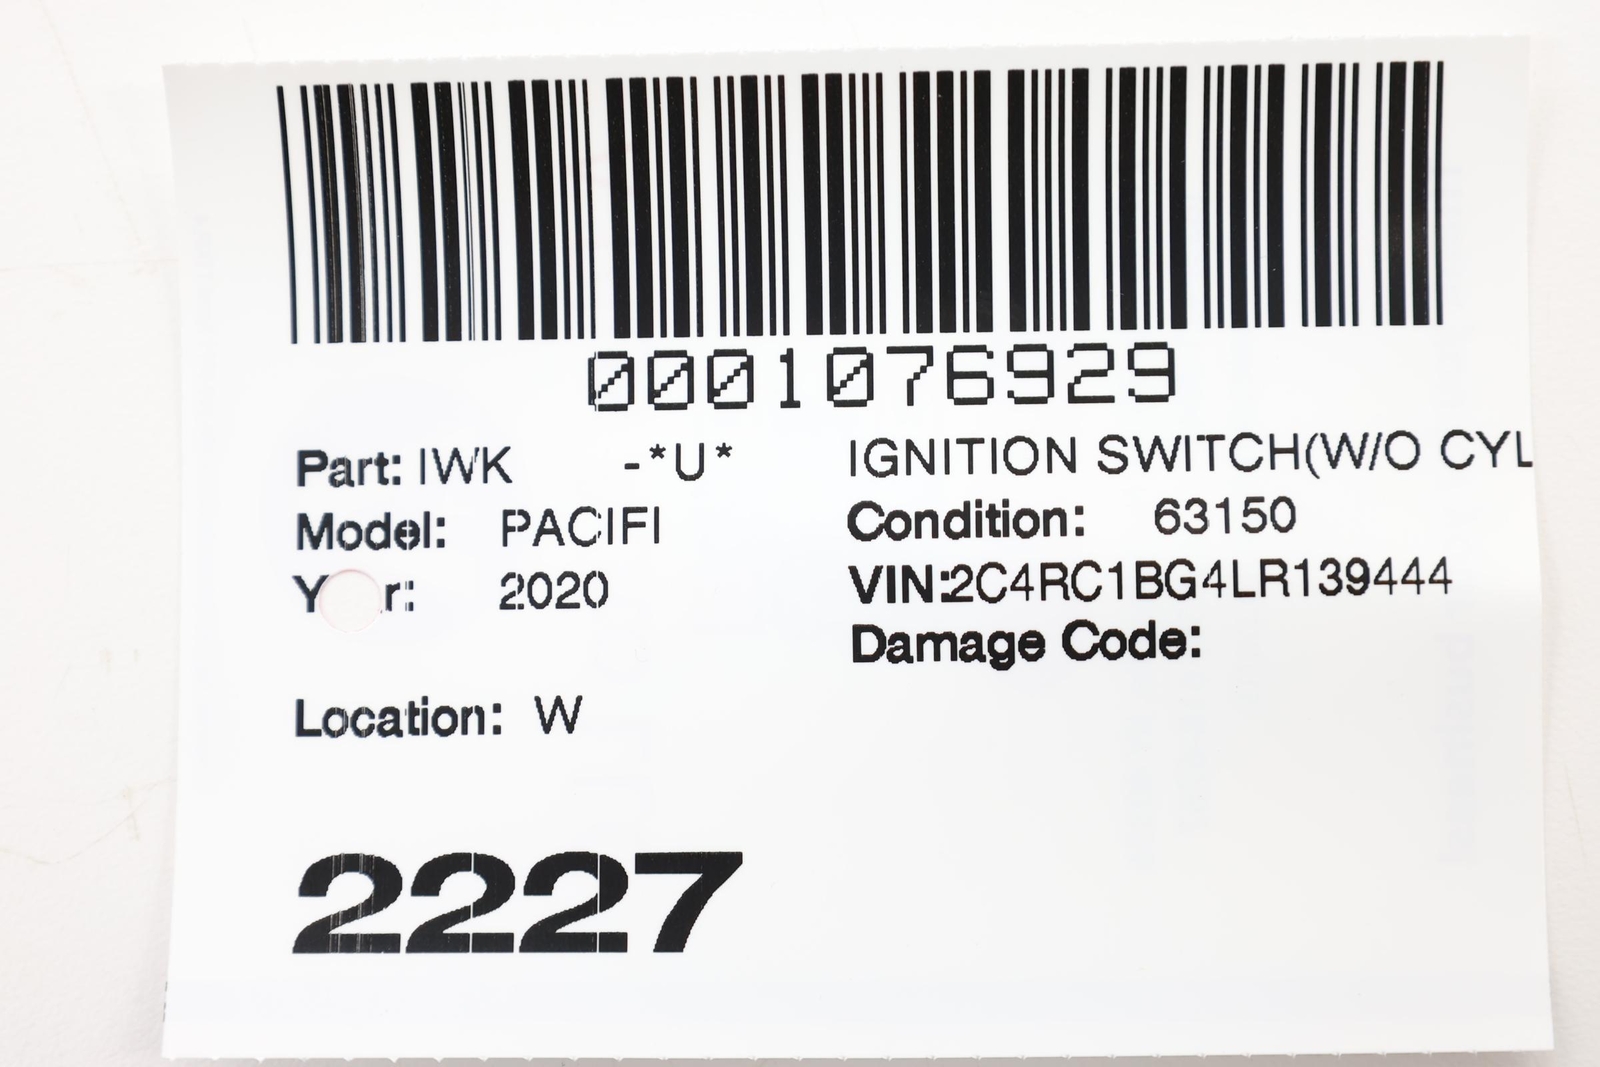 0001076929
Part: IWK -*U* IGNITION SWITCH(W/O CYL
Model: PACIFI Condition: 63150
Y r: 2020 VIN:2C4RC1BG4LR139444
Damage Code:
Location: W
2227